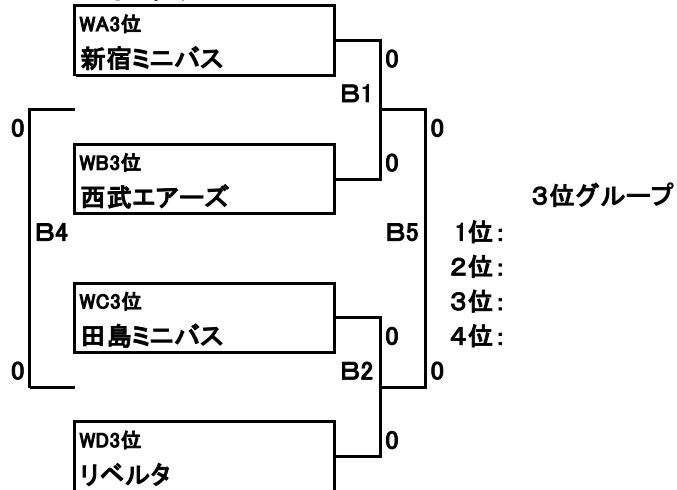 WA3位
新宿ミニバス
0
B1
0
0
0
WB3位
西武エアーズ
3位グループ
B4
B5
1位:
2位:
WC3位
3位:
田島ミニバス
0
4位:
0
B2
0
WD3位
0
リベルタ